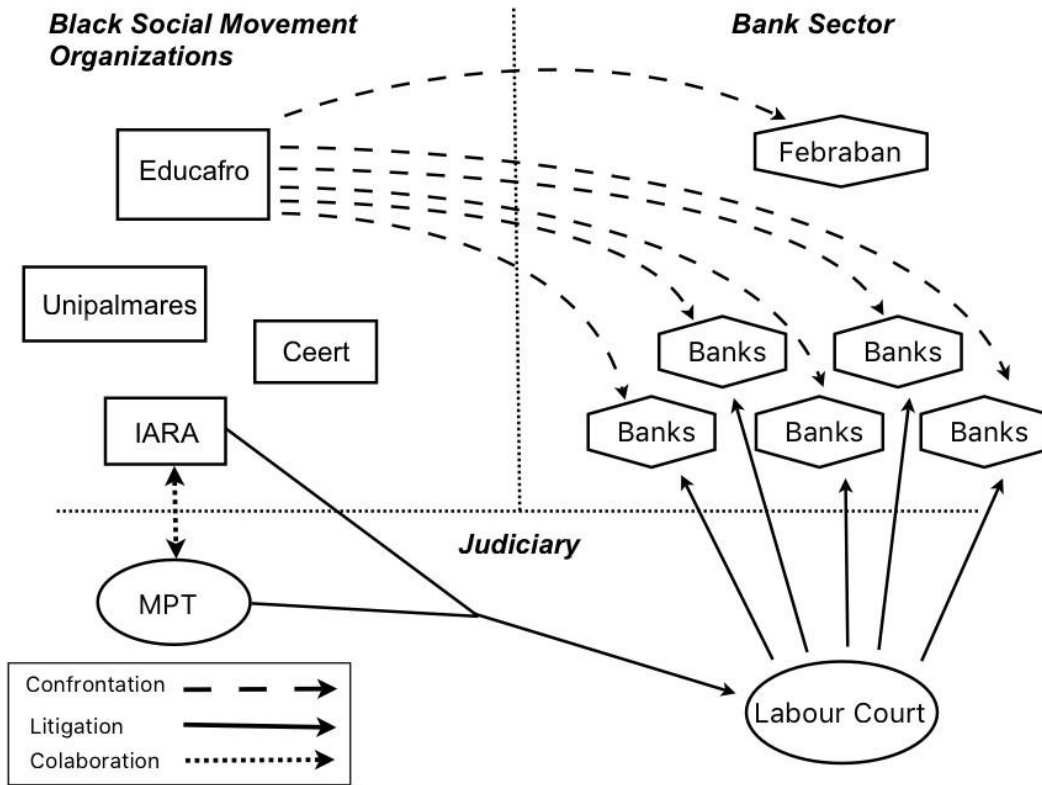 Black Social Movement
Organizations
Bank Sector
Educafro
Febraban
Unipalmares
Ceert
Banks
Banks
IARA
Banks
Banks
Banks
Judiciary
MPT
Labour Court
Confrontation
Litigation
Colaboration